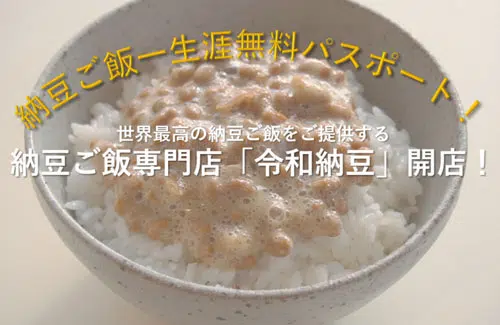 納豆ご飯一生涯無料パスポート！
世界最高の納豆ご飯をご提供する
納豆ご飯専門店「令和納豆」開店！